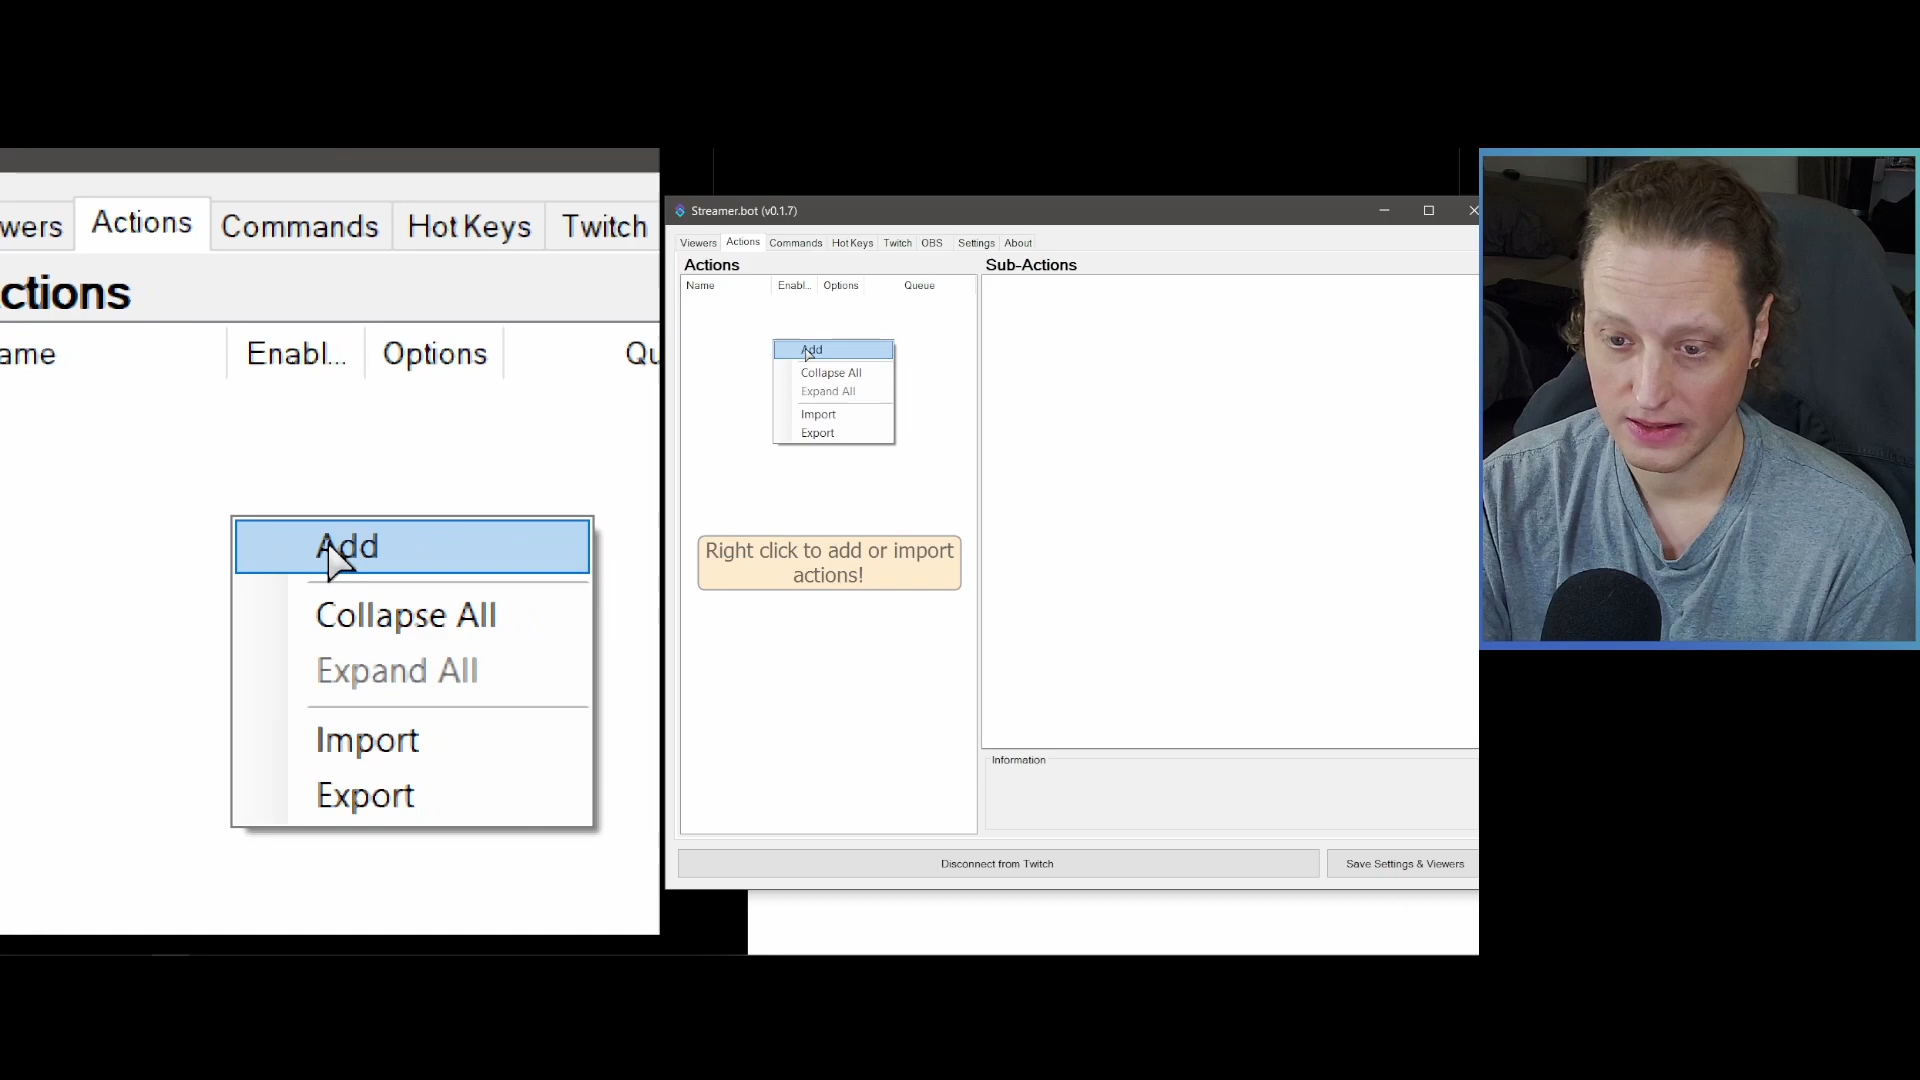 wers Actions Commands Hot Keys Twitch
ctions
ame Enabl... Options Qu
Add
Collapse All
Expand All
Import
Export
Streamer.bot (v0.1.7)
Viewers Actions Commands Hot Keys Twitch OBS Settings About
Actions
Sub-Actions
Name Enabl... Options Queue
Add
Collapse All
Expand All
Import
Export
Right click to add or import
actions!
Information
Disconnect from Twitch
Save Settings & Viewers